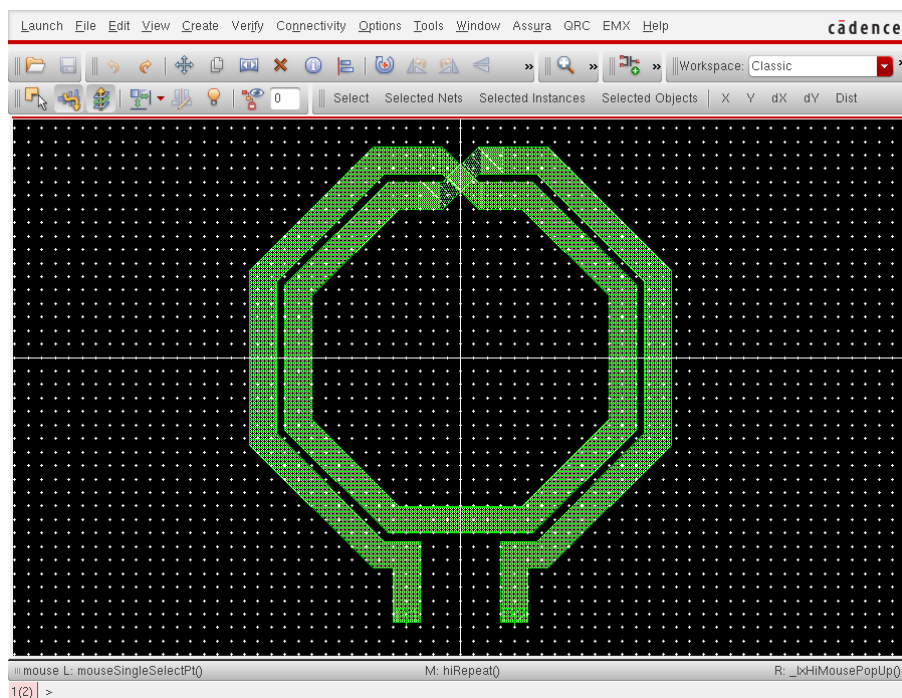 Launch File Edit View Create Verify Connectivity Options Tools Window Assura QRC EMX Help cādence
» » » Workspace: Classic »
0 Select Selected Nets Selected Instances Selected Objects X Y dX dY Dist
mouse L: mouseSingleSelectPt() M: hiRepeat() R: _lxHiMousePopUp()
1(2) >